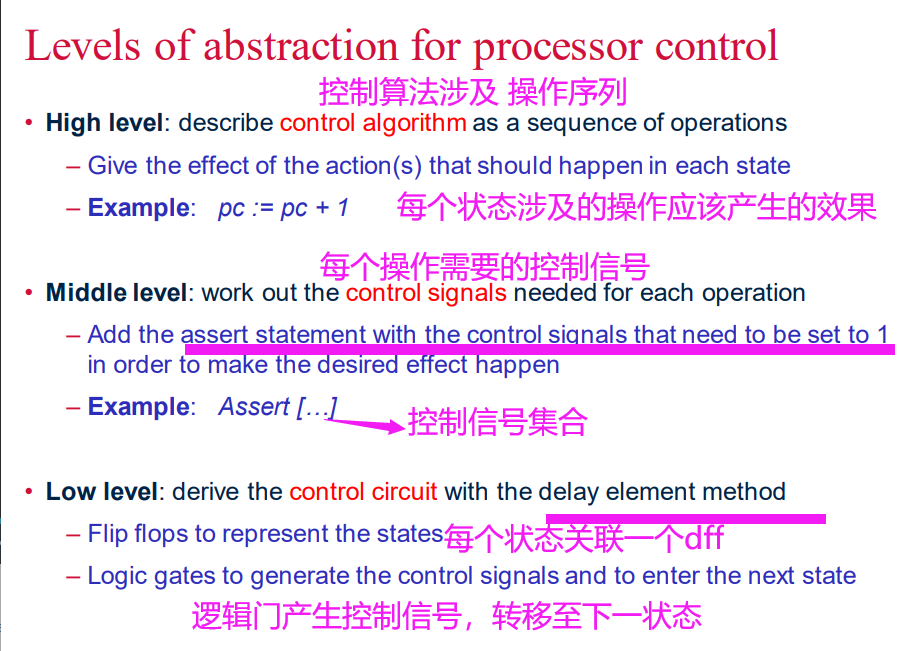 Levels of abstraction for processor control
控制算法涉及 操作序列
• High level: describe control algorithm as a sequence of operations
– Give the effect of the action(s) that should happen in each state
– Example: pc := pc + 1 每个状态涉及的操作应该产生的效果
每个操作需要的控制信号
• Middle level: work out the control signals needed for each operation
– Add the assert statement with the control signals that need to be set to 1
in order to make the desired effect happen
– Example: Assert […] 控制信号集合
• Low level: derive the control circuit with the delay element method
– Flip flops to represent the states 每个状态关联一个dff
– Logic gates to generate the control signals and to enter the next state
逻辑门产生控制信号，转移至下一状态